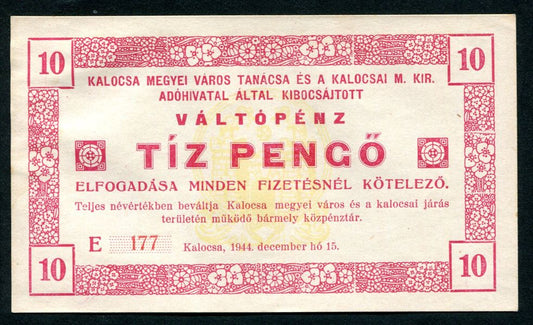 10 10
KALOCSA MEGYEI VÁROS TANÁCSA ÉS A KALOCSAI M. KIR.
ADÓHIVATAL ÁLTAL KIBOCSÁJTOTT
VÁLTÓPÉNZ
TÍZ PENGŐ
ELFOGADÁSA MINDEN FIZETÉSNÉL KÖTELEZŐ.
Teljes névértékben beváltja Kalocsa megyei város és a kalocsai járás
területén működő bármely közpénztár.
E 177 Kalocsa, 1944. december hó 15.
10 10